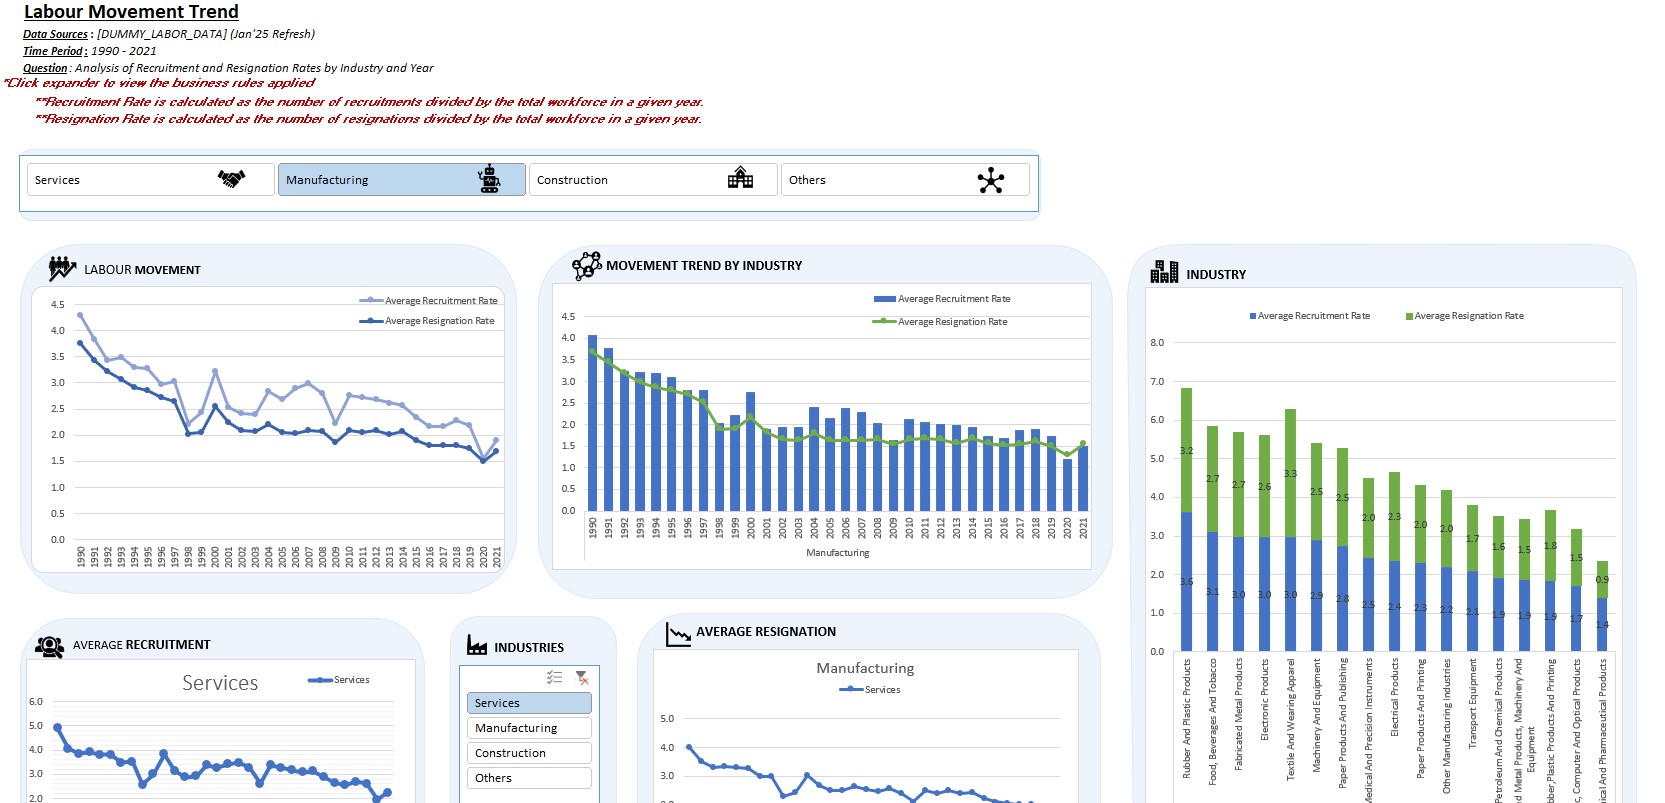 Labour Movement Trend
Data Sources : [DUMMY_LABOR_DATA] (Jan'25 Refresh)
Time Period : 1990 - 2021
Question : Analysis of Recruitment and Resignation Rates by Industry and Year
*Click expander to view the business rules applied
**Recruitment Rate is calculated as the number of recruitments divided by the total workforce in a given year.
**Resignation Rate is calculated as the number of resignations divided by the total workforce in a given year.
Services
Manufacturing
Construction
Others
LABOUR MOVEMENT
Average Recruitment Rate
Average Resignation Rate
4.5
4.0
3.5
3.0
2.5
2.0
1.5
1.0
0.5
0.0
1990 1991 1992 1993 1994 1995 1996 1997 1998 1999 2000 2001 2002 2003 2004 2005 2006 2007 2008 2009 2010 2011 2012 2013 2014 2015 2016 2017 2018 2019 2020 2021
MOVEMENT TREND BY INDUSTRY
Average Recruitment Rate
Average Resignation Rate
4.5
4.0
3.5
3.0
2.5
2.0
1.5
1.0
0.5
0.0
1990 1991 1992 1993 1994 1995 1996 1997 1998 1999 2000 2001 2002 2003 2004 2005 2006 2007 2008 2009 2010 2011 2012 2013 2014 2015 2016 2017 2018 2019 2020 2021
Manufacturing
INDUSTRY
Average Recruitment Rate
Average Resignation Rate
8.0
7.0
6.0
5.0
4.0
3.0
2.0
1.0
0.0
3.2 2.7 2.7 2.6 3.3 2.5 2.5 2.0 2.3 2.0 2.0 1.7 1.6 1.5 1.8 1.5 0.9
3.6 3.1 3.0 3.0 3.0 2.9 2.8 2.5 2.4 2.3 2.2 2.1 1.9 1.9 1.9 1.7 1.4
Rubber And Plastic Products
Food, Beverages And Tobacco
Fabricated Metal Products
Electronic Products
Textile And Wearing Apparel
Machinery And Equipment
Paper Products And Publishing
Medical And Precision Instruments
Electrical Products
Paper Products And Printing
Other Manufacturing Industries
Transport Equipment
Petroleum And Chemical Products
Metal Products, Machinery And
Equipment
Plastic Products And Printing
Computer And Optical Products
And Pharmaceutical Products
AVERAGE RECRUITMENT
Services
Services
6.0
5.0
4.0
3.0
2.0
INDUSTRIES
Services
Manufacturing
Construction
Others
AVERAGE RESIGNATION
Manufacturing
Services
5.0
4.0
3.0